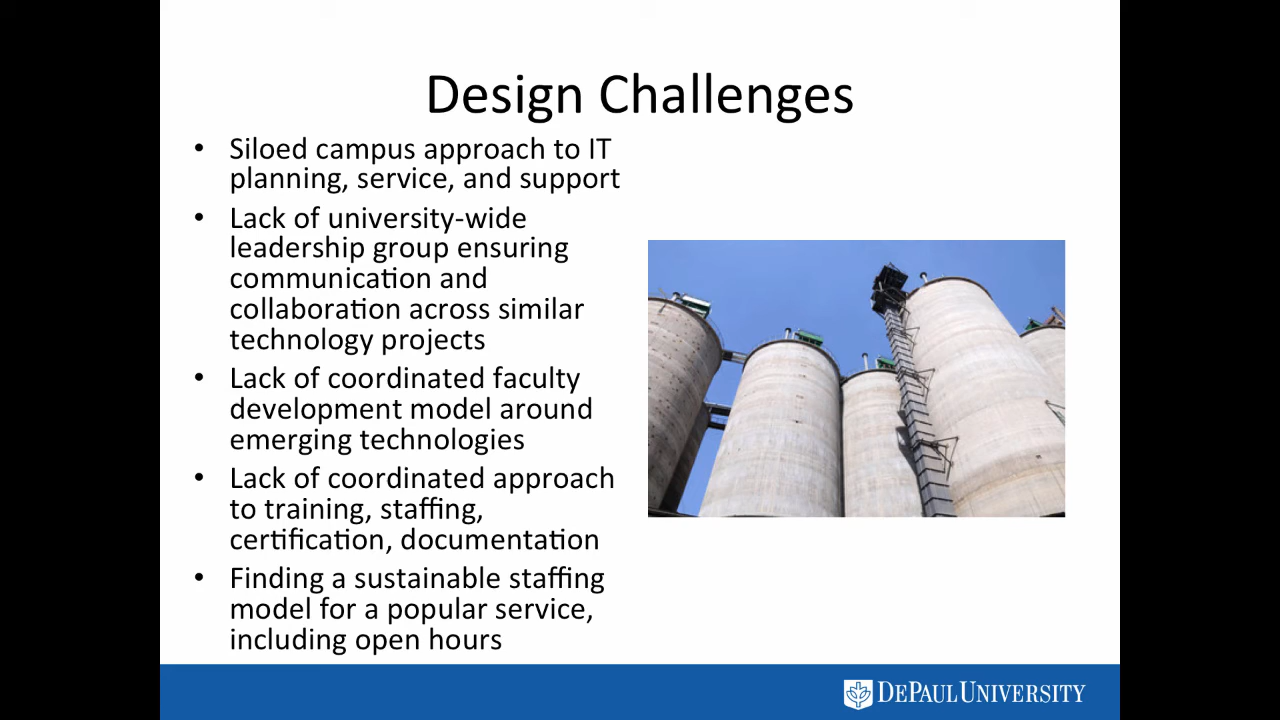 Design Challenges
• Siloed campus approach to IT
planning, service, and support
• Lack of university-wide
leadership group ensuring
communication and
collaboration across similar
technology projects
• Lack of coordinated faculty
development model around
emerging technologies
• Lack of coordinated approach
to training, staffing,
certification, documentation
• Finding a sustainable staffing
model for a popular service,
including open hours
DEPAUL UNIVERSITY